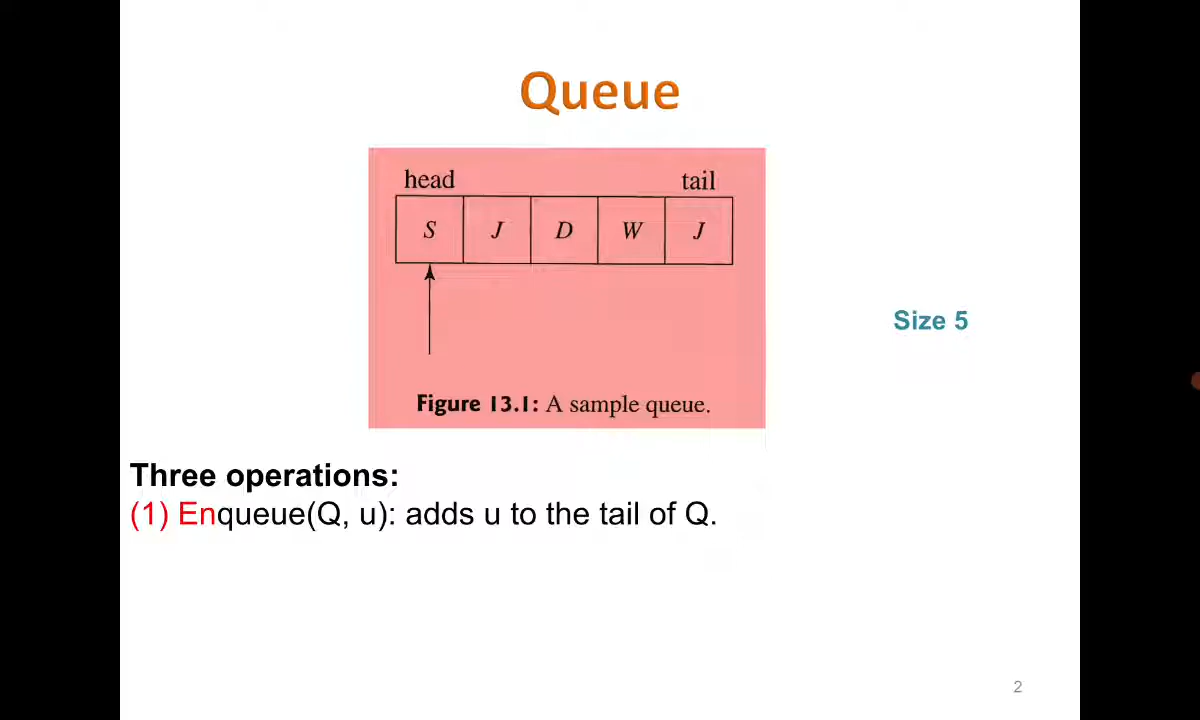 Queue
head tail
S J D W J
Size 5
Figure 13.1: A sample queue.
Three operations:
(1) Enqueue(Q, u): adds u to the tail of Q.
2